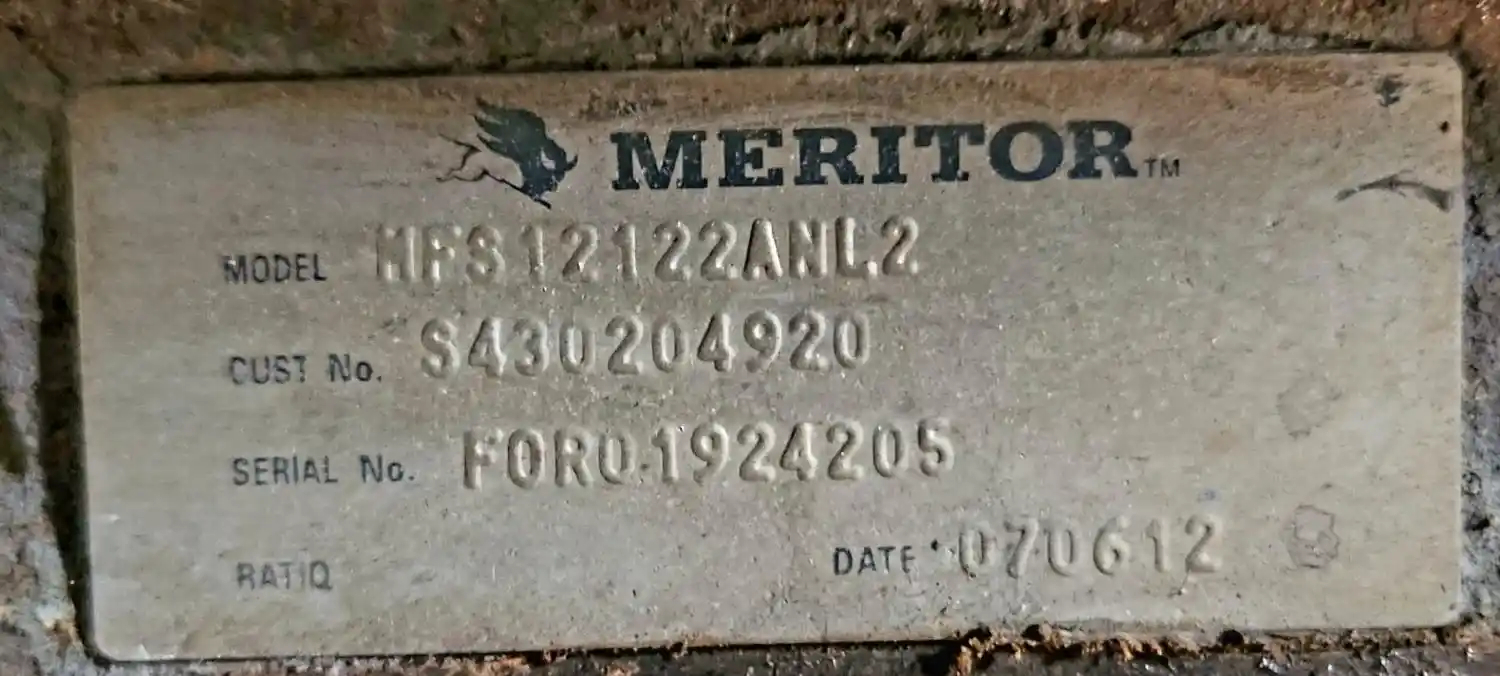 MERITOR™
MODEL MFS12122ANL2
CUST No. S430204920
SERIAL No. FOR01924205
RATIO
DATE 070612